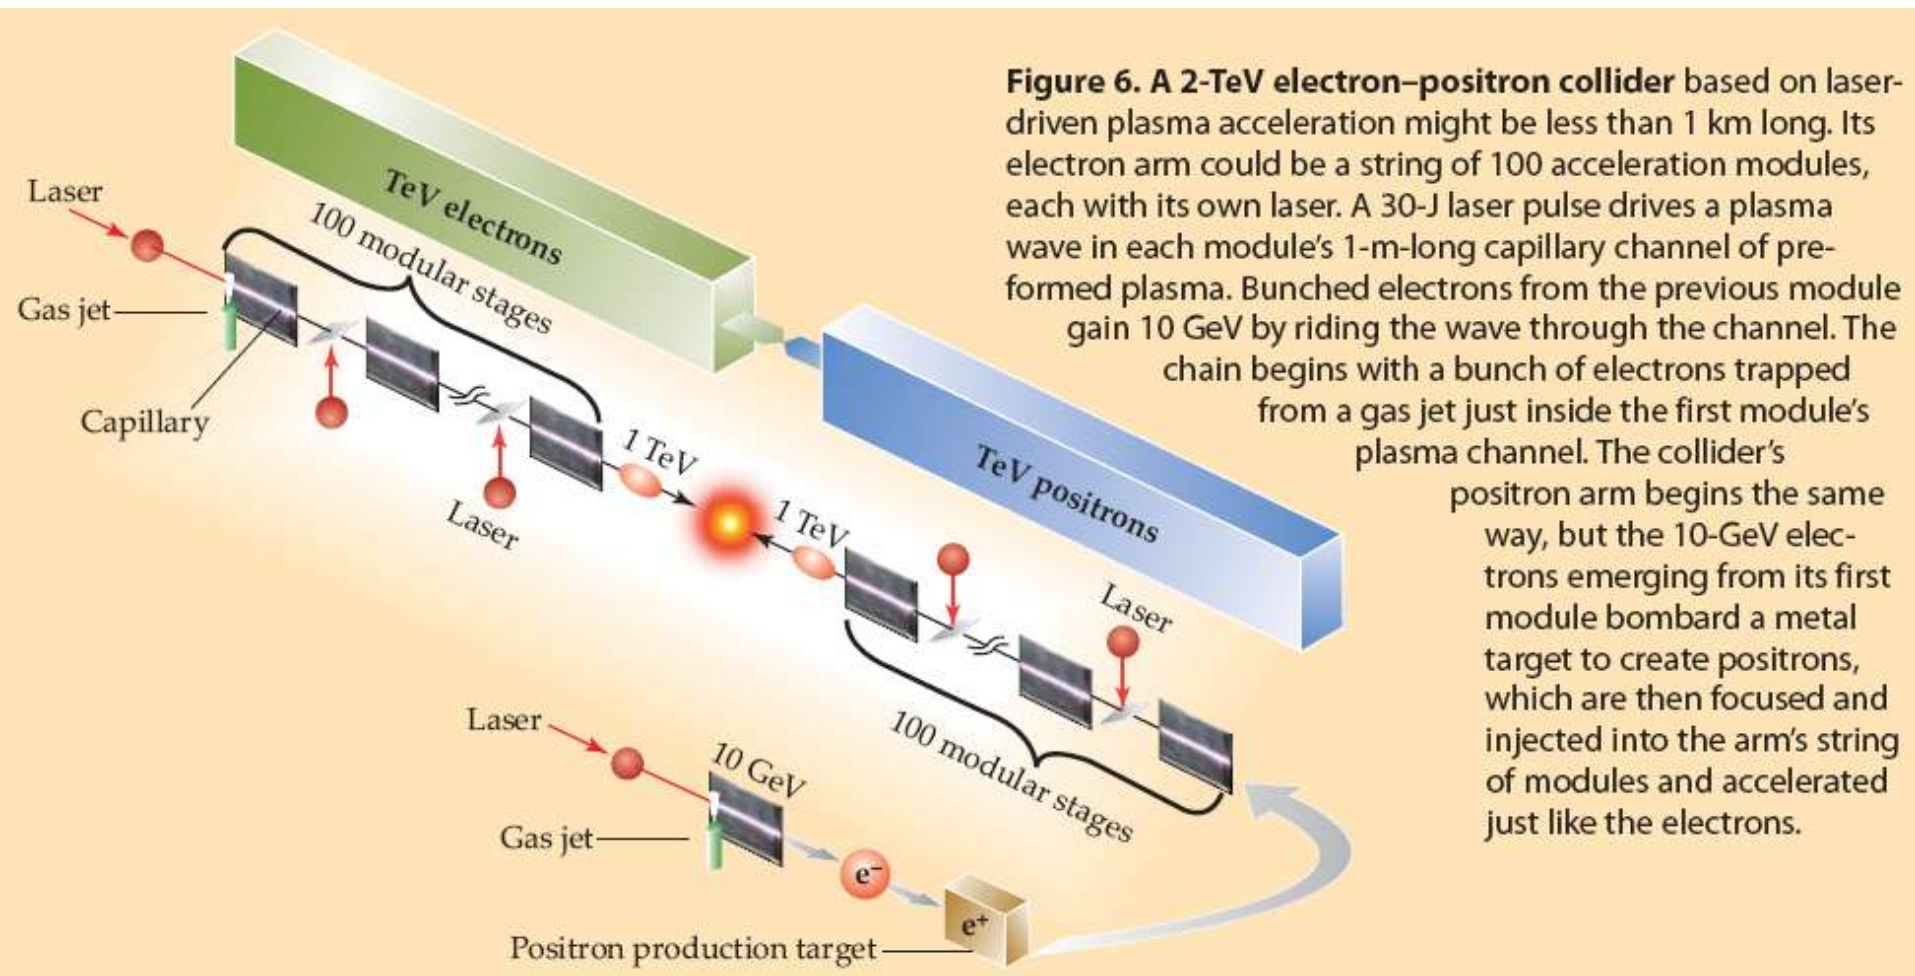 Figure 6. A 2-TeV electron–positron collider based on laser-
driven plasma acceleration might be less than 1 km long. Its
electron arm could be a string of 100 acceleration modules,
each with its own laser. A 30-J laser pulse drives a plasma
wave in each module's 1-m-long capillary channel of pre-
formed plasma. Bunched electrons from the previous module
gain 10 GeV by riding the wave through the channel. The
chain begins with a bunch of electrons trapped
from a gas jet just inside the first module's
plasma channel. The collider's
positron arm begins the same
way, but the 10-GeV elec-
trons emerging from its first
module bombard a metal
target to create positrons,
which are then focused and
injected into the arm's string
of modules and accelerated
just like the electrons.
TeV electrons
Laser
100 modular stages
Gas jet
Capillary
1 TeV
Laser
TeV positrons
1 TeV
Laser
100 modular stages
Laser
10 GeV
Gas jet
e⁻
e⁺
Positron production target